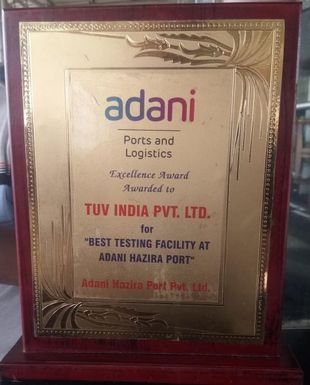 adani
Ports and
Logistics
Excellence Award
Awarded to
TUV INDIA PVT. LTD.
for
"BEST TESTING FACILITY AT
ADANI HAZIRA PORT"
Adani Hazira Port Pvt. Ltd.